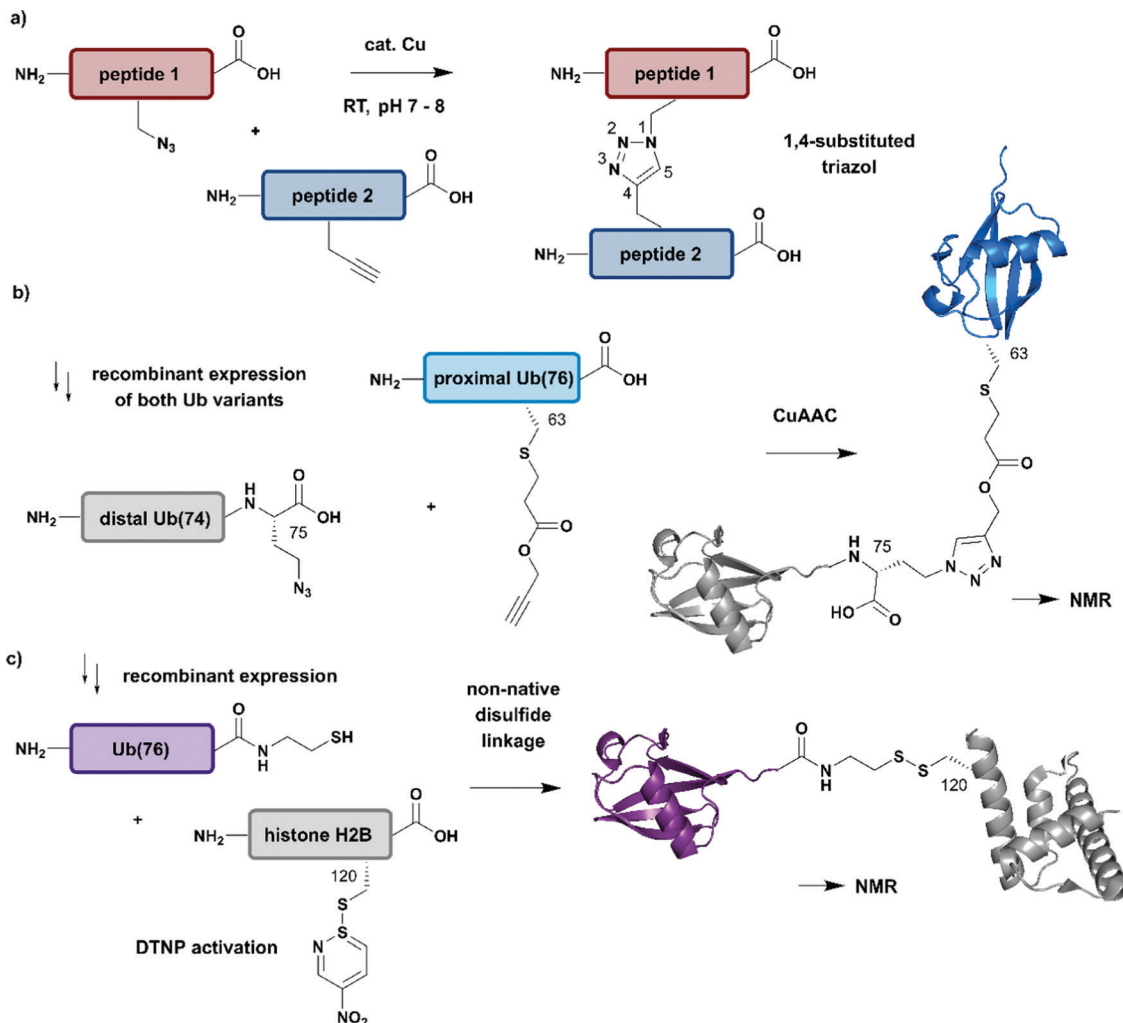 a)
NH₂
peptide 1
O
OH
N₃
+
NH₂
peptide 2
O
OH
cat. Cu
RT, pH 7 - 8
NH₂
peptide 1
O
OH
2
1
N
N
3
N
5
4
NH₂
peptide 2
O
OH
1,4-substituted
triazol
b)
recombinant expression
of both Ub variants
NH₂
distal Ub(74)
H
N
O
OH
75
N₃
+
NH₂
proximal Ub(76)
O
OH
63
S
O
O
CuAAC
63
S
O
O
H
N
75
HO
O
N
N
N
NMR
c)
recombinant expression
NH₂
Ub(76)
O
N
H
SH
+
NH₂
histone H2B
O
OH
120
S
S
N
NO₂
DTNP activation
non-native
disulfide
linkage
O
N
H
S
S
120
NMR